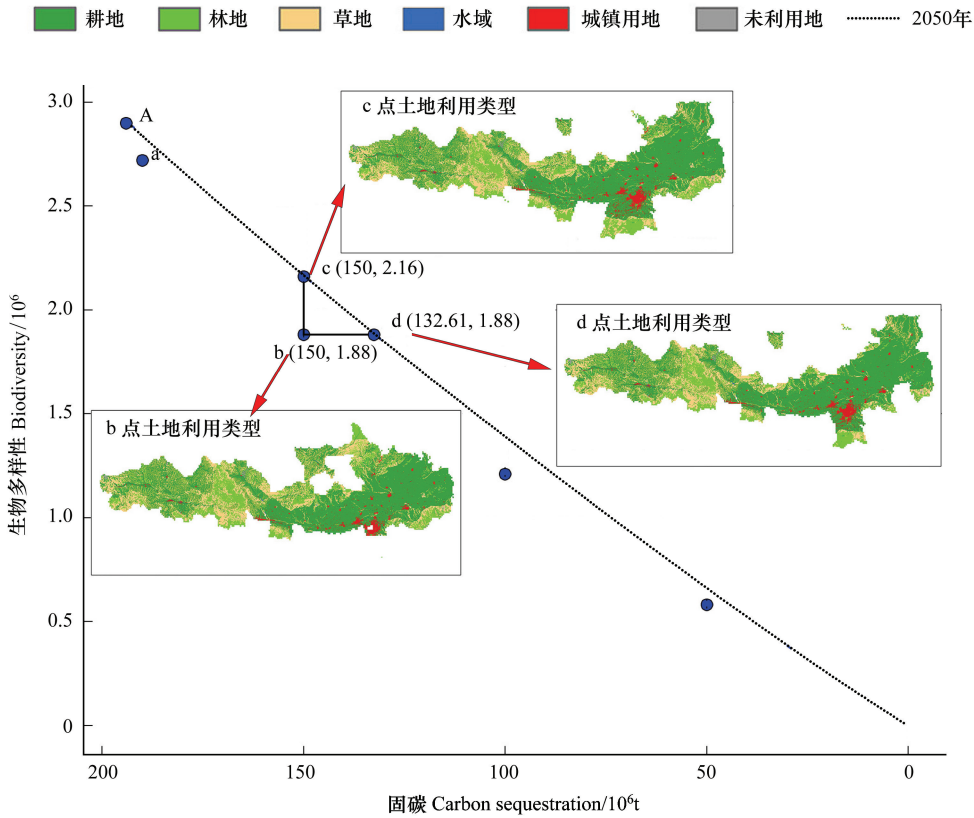 耕地 林地 草地 水域 城镇用地 未利用地 2050年
3.0
2.5
2.0
1.5
1.0
0.5
0
生物多样性 Biodiversity/10⁶
A
a
c 点土地利用类型
c (150, 2.16)
d (132.61, 1.88)
b (150, 1.88)
d 点土地利用类型
b 点土地利用类型
200 150 100 50 0
固碳 Carbon sequestration/10⁶t